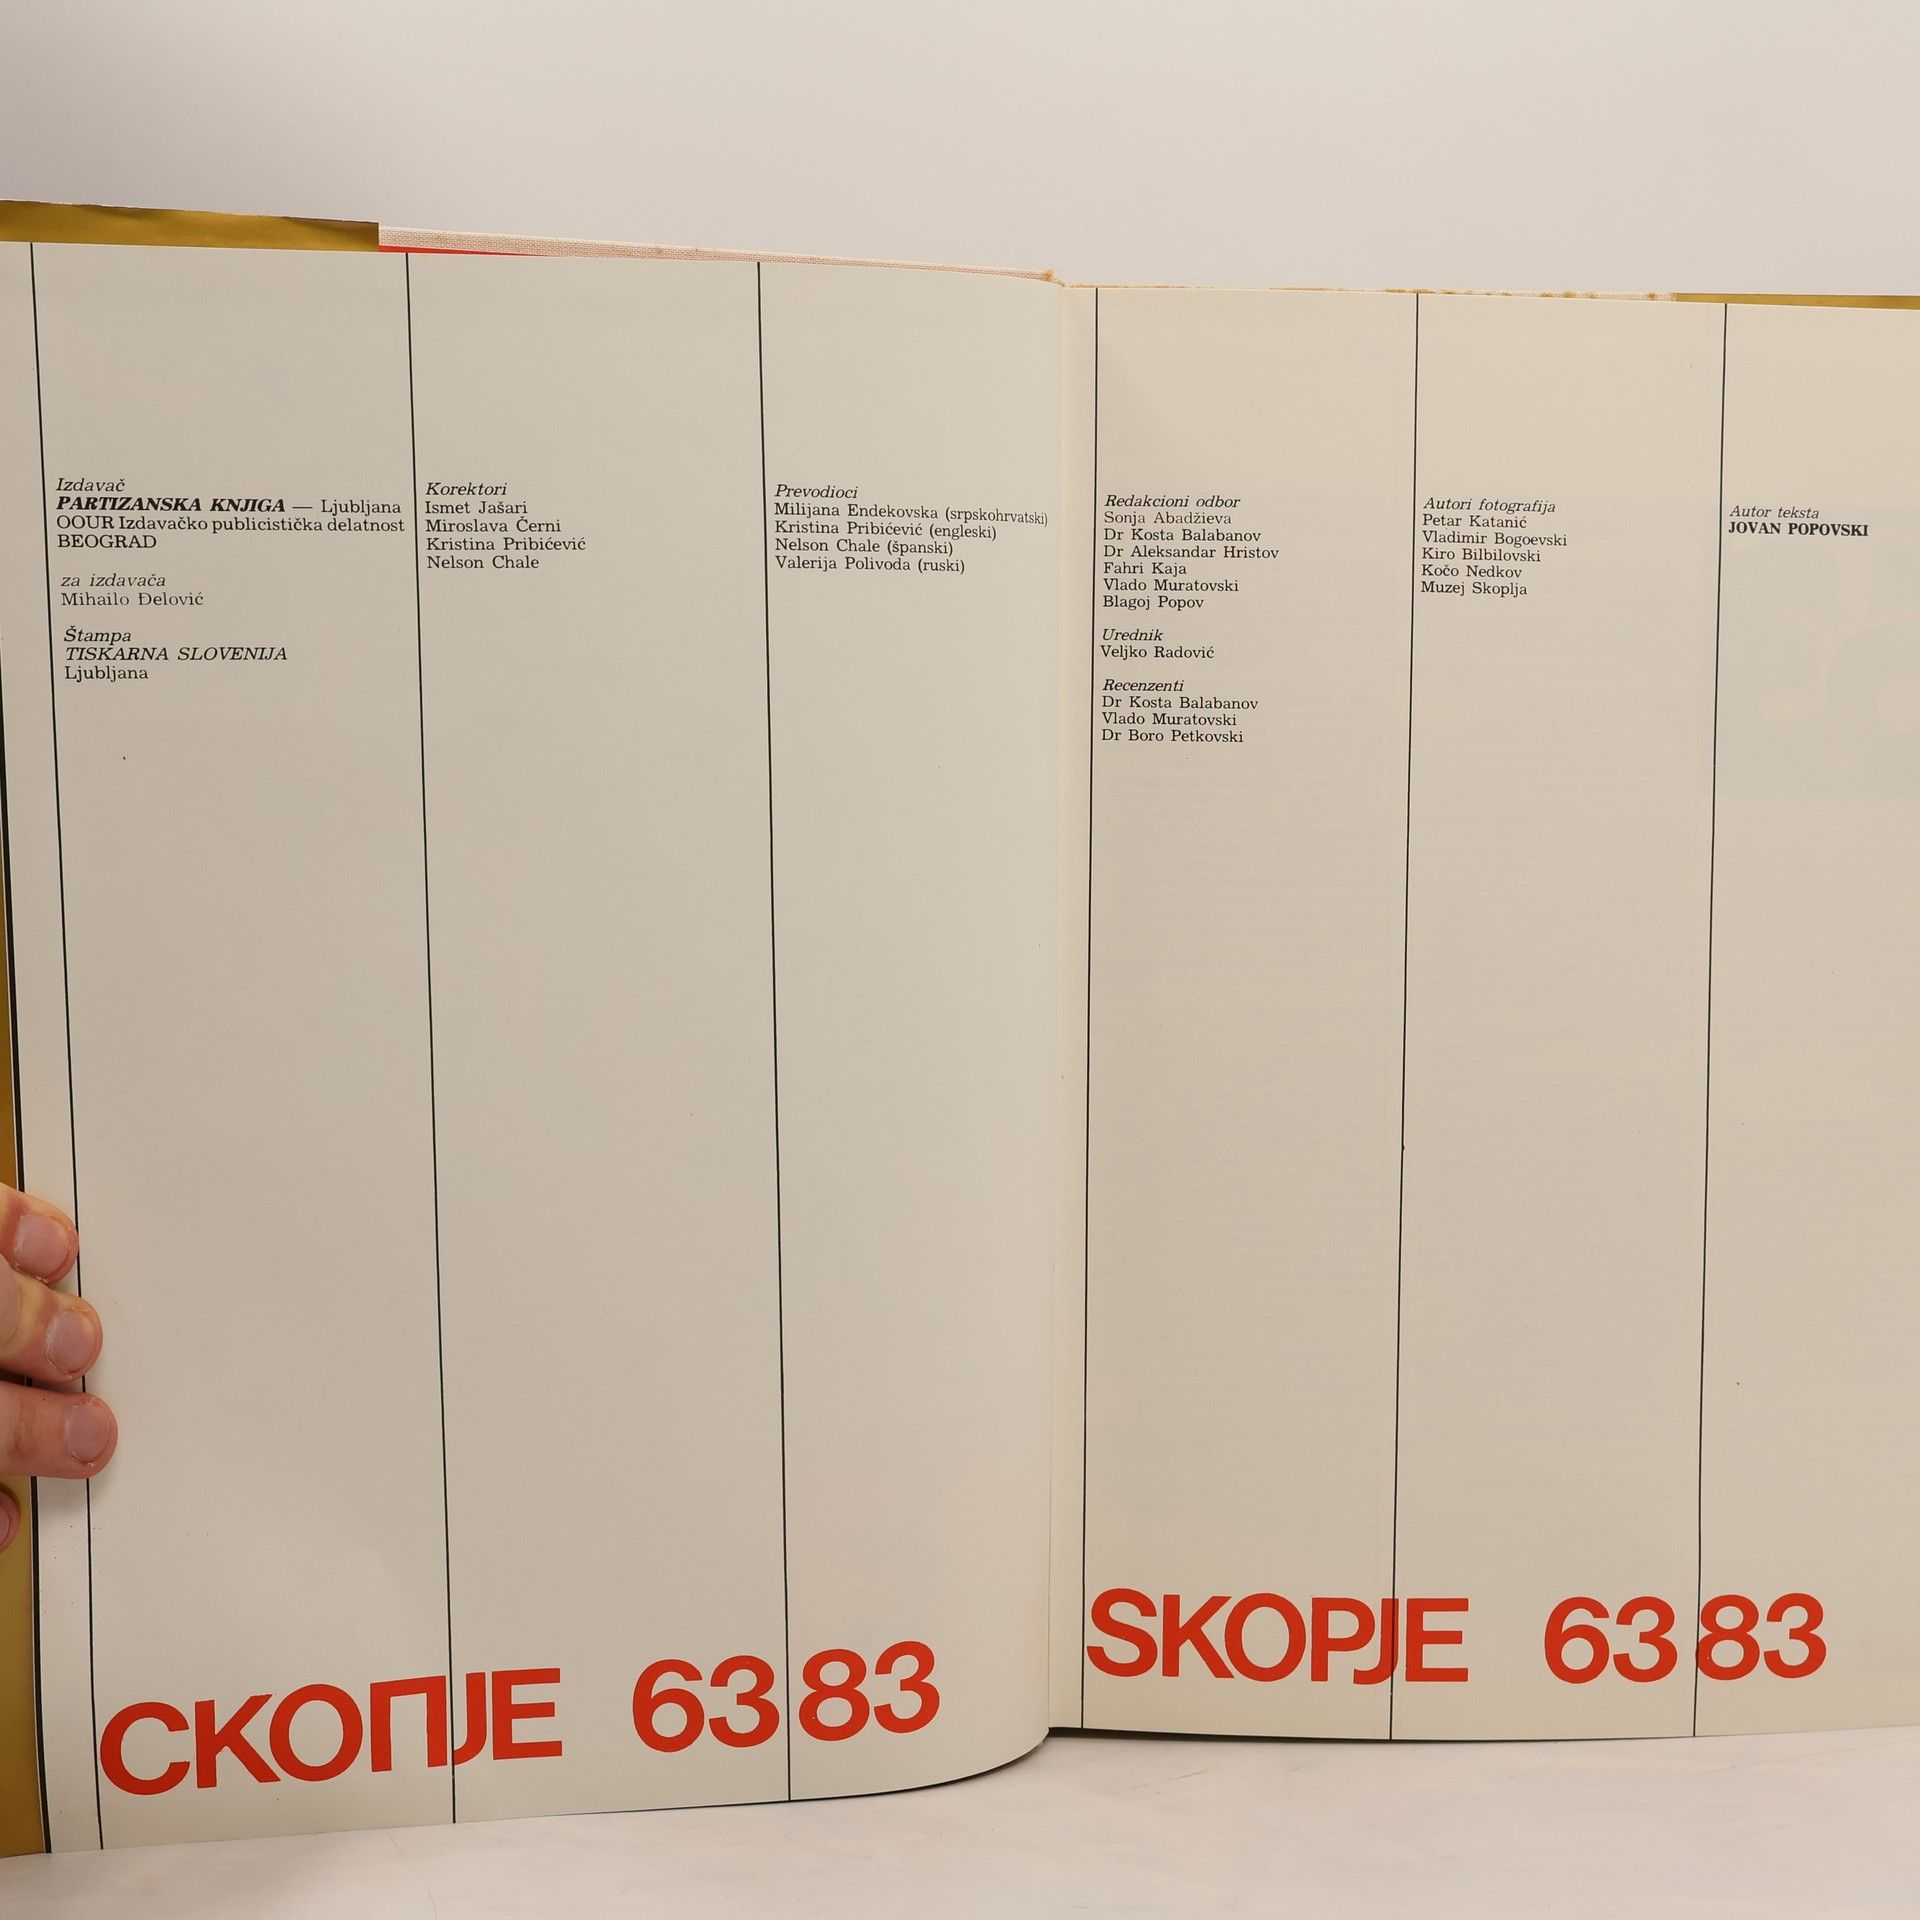 Izdavač
PARTIZANSKA KNJIGA — Ljubljana
OOUR Izdavačko publicistička delatnost
BEOGRAD
za izdavača
Mihailo Đelović
Štampa
TISKARNA SLOVENIJA
Ljubljana
Korektori
Ismet Jašari
Miroslava Černi
Kristina Pribićević
Nelson Chale
Prevodioci
Milijana Endekovska (srpskohrvatski)
Kristina Pribićević (engleski)
Nelson Chale (španski)
Valerija Polivoda (ruski)
СКОПЈЕ 63 83
Redakcioni odbor
Sonja Abadžieva
Dr Kosta Balabanov
Dr Aleksandar Hristov
Fahri Kaja
Vlado Muratovski
Blagoj Popov
Urednik
Veljko Radović
Recenzenti
Dr Kosta Balabanov
Vlado Muratovski
Dr Boro Petkovski
Autori fotografija
Petar Katanić
Vladimir Bogoevski
Kiro Bilbilovski
Kočo Nedkov
Muzej Skoplja
Autor teksta
JOVAN POPOVSKI
SKOPJE 63 83